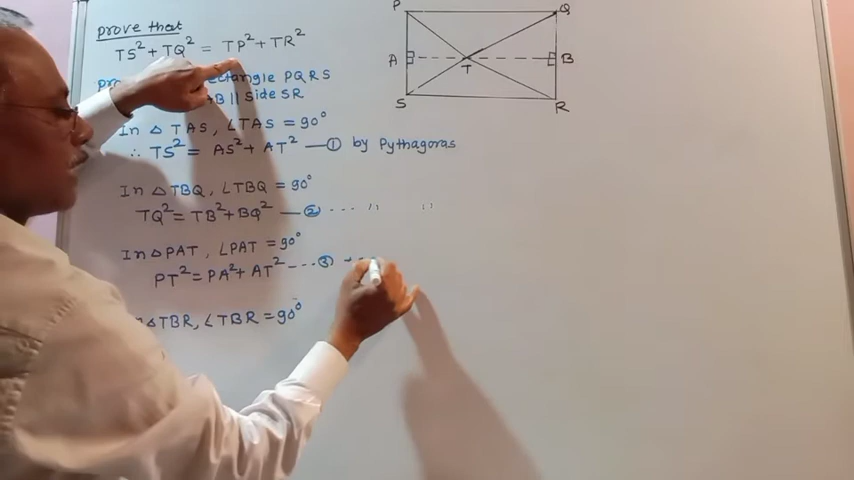 prove that
TS² + TQ² = TP² + TR²
rectangle PQRS
B || Side SR
In △ TAS, ∠TAS = 90°
∴ TS² = AS² + AT² — ① by Pythagoras
In △TBQ, ∠TBQ = 90°
TQ² = TB² + BQ² — ② --- '' ''
In △PAT, ∠PAT = 90°
PT² = PA² + AT² --- ③
△TBR, ∠TBR = 90°
P Q
A T B
S R